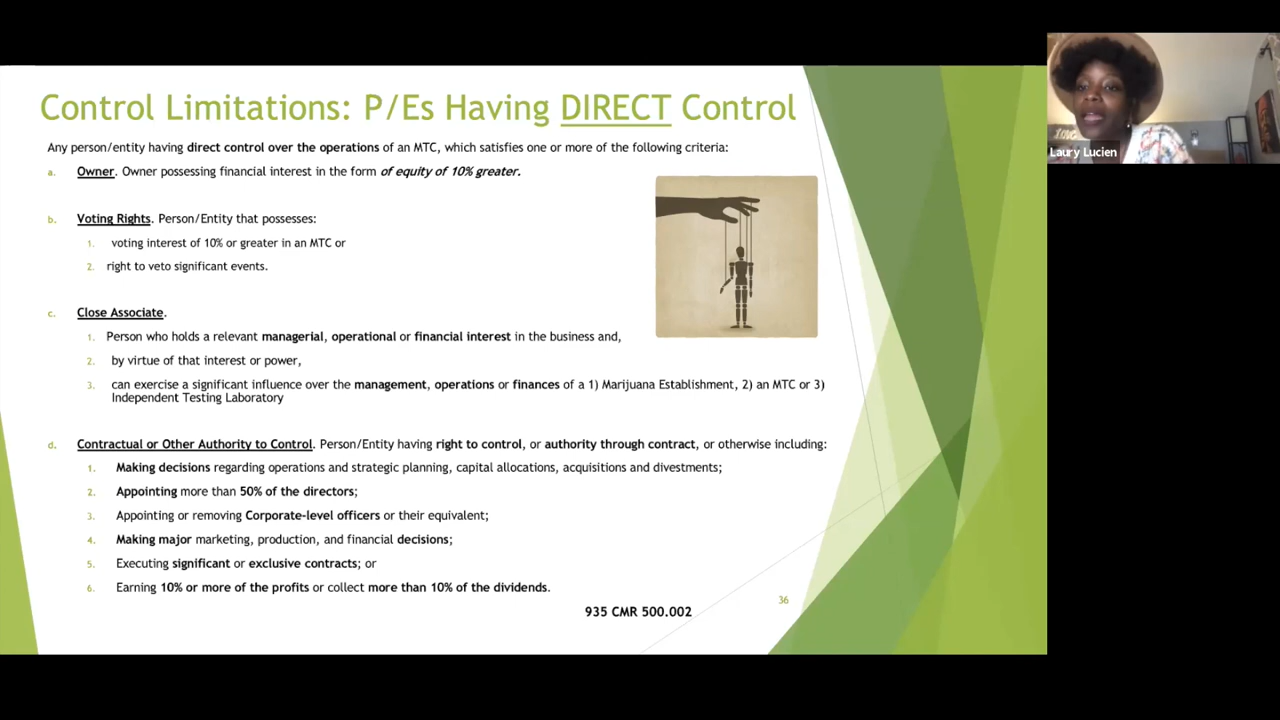 Control Limitations: P/Es Having DIRECT Control
Any person/entity having direct control over the operations of an MTC, which satisfies one or more of the following criteria:
a. Owner. Owner possessing financial interest in the form of equity of 10% greater.
b. Voting Rights. Person/Entity that possesses:
1. voting interest of 10% or greater in an MTC or
2. right to veto significant events.
c. Close Associate.
1. Person who holds a relevant managerial, operational or financial interest in the business and,
2. by virtue of that interest or power,
3. can exercise a significant influence over the management, operations or finances of a 1) Marijuana Establishment, 2) an MTC or 3)
Independent Testing Laboratory
d. Contractual or Other Authority to Control. Person/Entity having right to control, or authority through contract, or otherwise including:
1. Making decisions regarding operations and strategic planning, capital allocations, acquisitions and divestments;
2. Appointing more than 50% of the directors;
3. Appointing or removing Corporate-level officers or their equivalent;
4. Making major marketing, production, and financial decisions;
5. Executing significant or exclusive contracts; or
6. Earning 10% or more of the profits or collect more than 10% of the dividends.
935 CMR 500.002
36
Laury Lucien